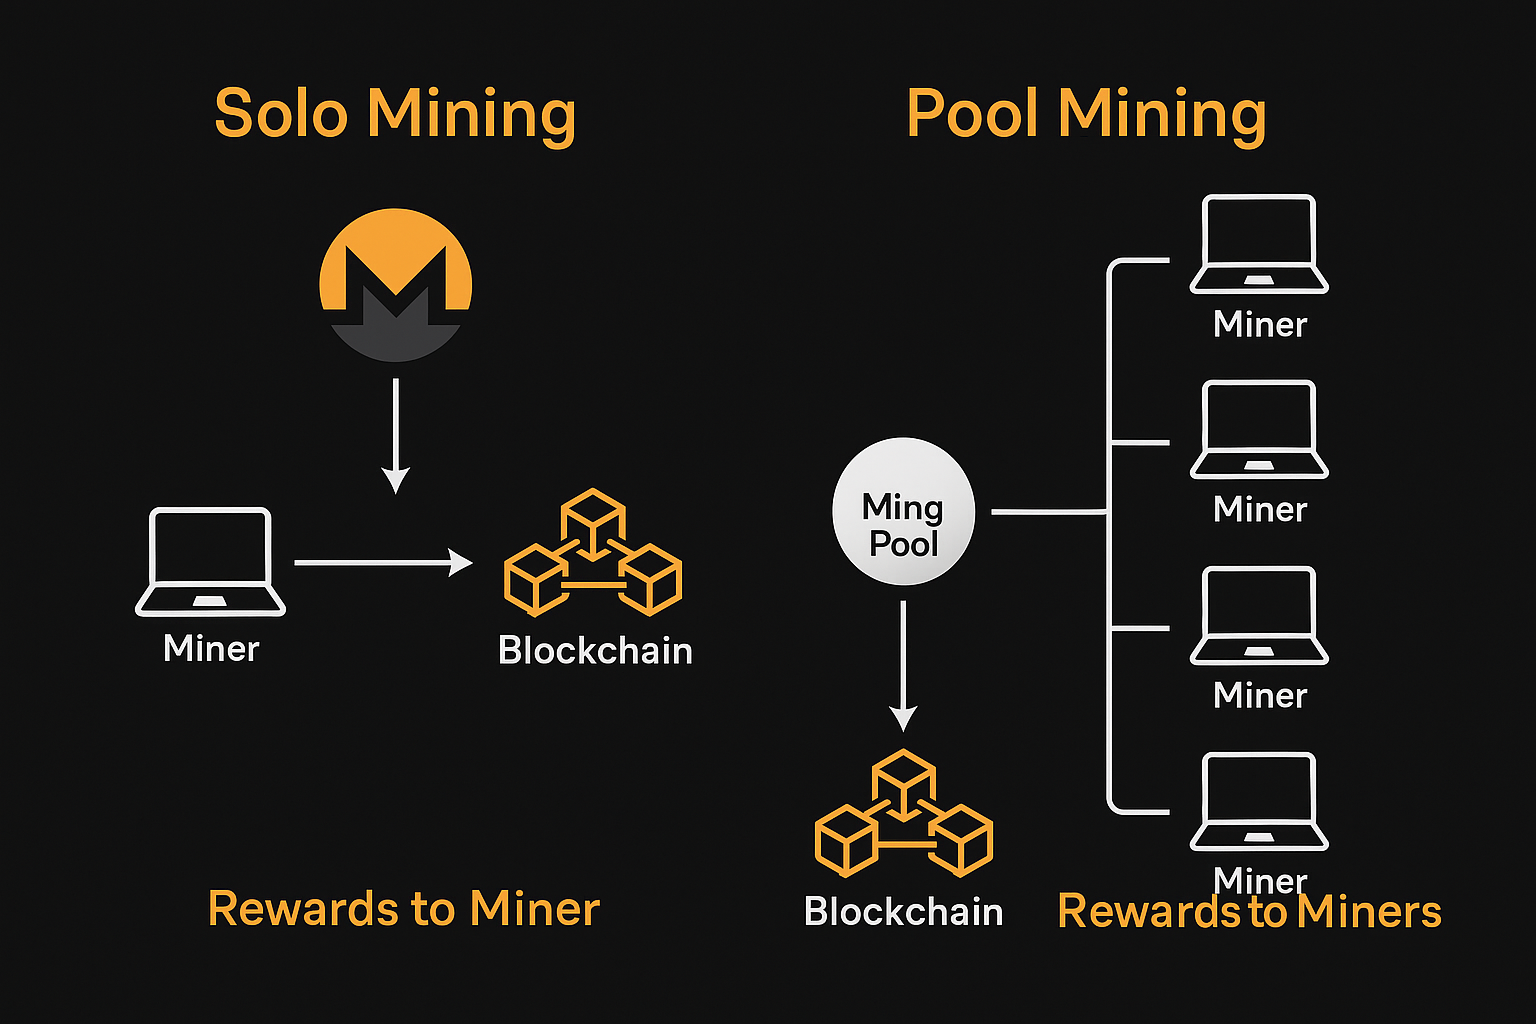 Solo Mining
Miner
Blockchain
Rewards to Miner
Pool Mining
Ming
Pool
Blockchain
Miner
Miner
Miner
Miner
Rewards to Miners